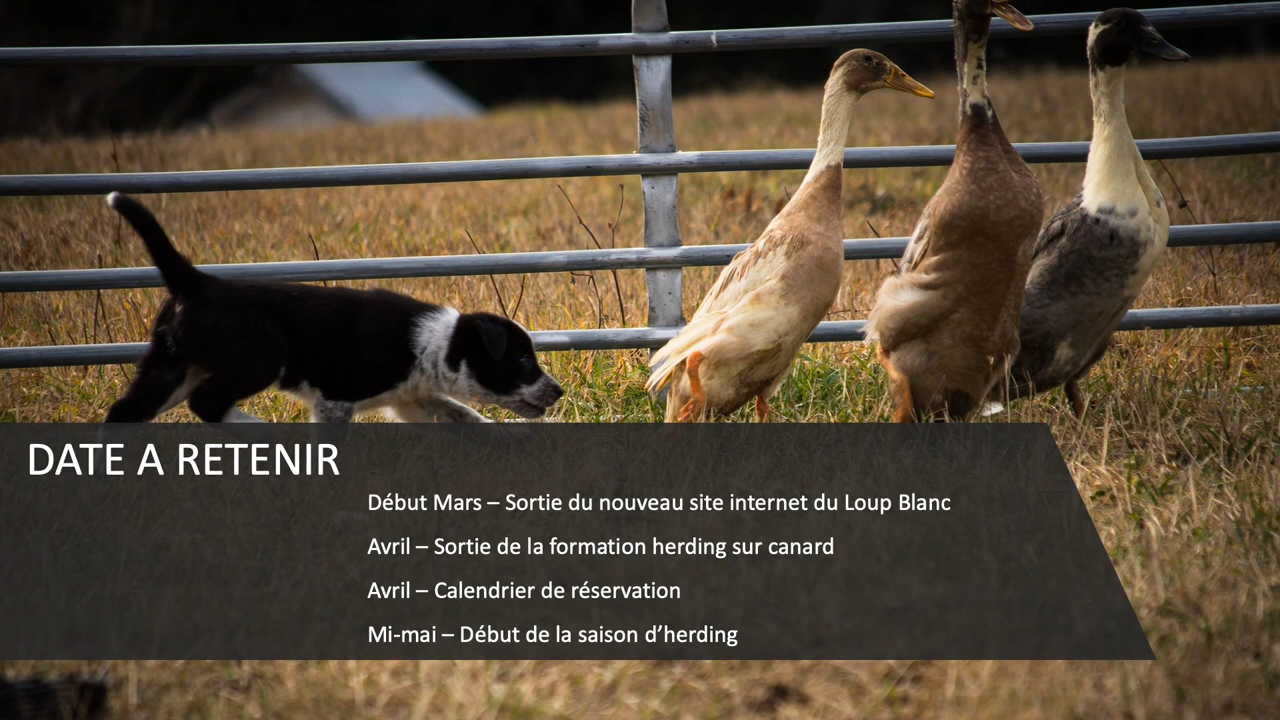 DATE A RETENIR
Début Mars – Sortie du nouveau site internet du Loup Blanc
Avril – Sortie de la formation herding sur canard
Avril – Calendrier de réservation
Mi-mai – Début de la saison d’herding